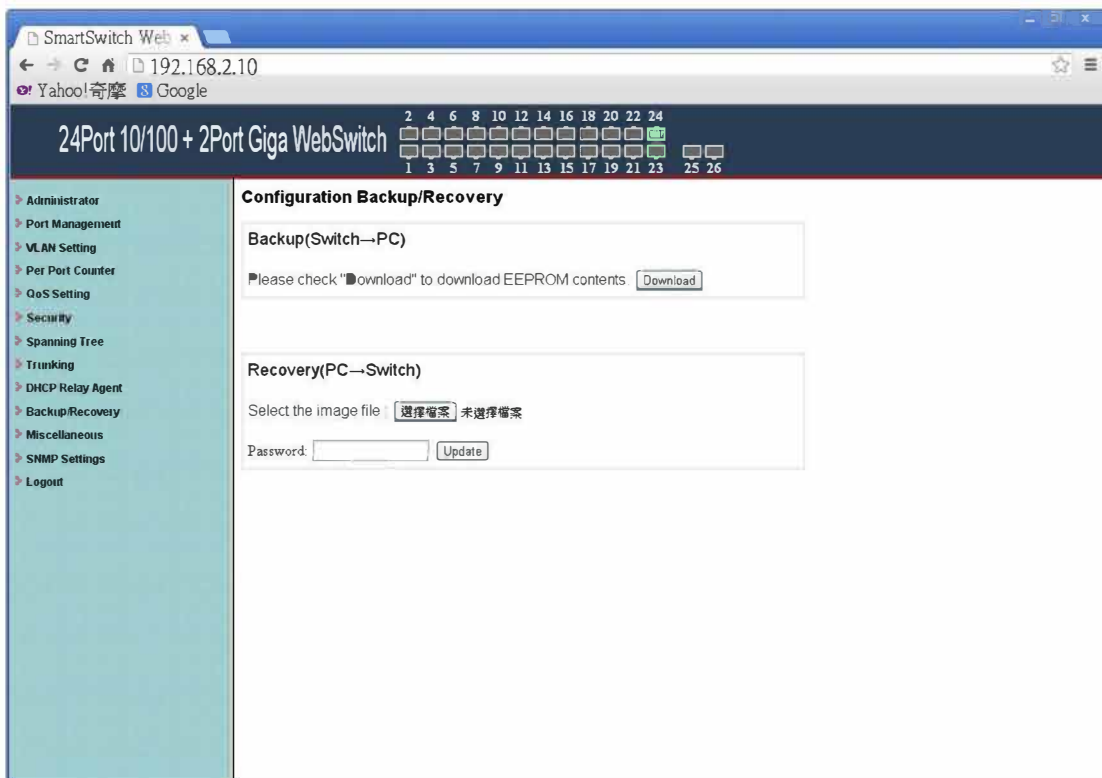 SmartSwitch Web
192.168.2.10
Yahoo!奇摩 Google
24Port 10/100 + 2Port Giga WebSwitch
2 4 6 8 10 12 14 16 18 20 22 24
1 3 5 7 9 11 13 15 17 19 21 23 25 26
Administrator
Port Management
VLAN Setting
Per Port Counter
QoS Setting
Security
Spanning Tree
Trunking
DHCP Relay Agent
Backup/Recovery
Miscellaneous
SNMP Settings
Logout
Configuration Backup/Recovery
Backup(Switch→PC)
Please check "Download" to download EEPROM contents. Download
Recovery(PC→Switch)
Select the image file : 選擇檔案 未選擇檔案
Password: Update